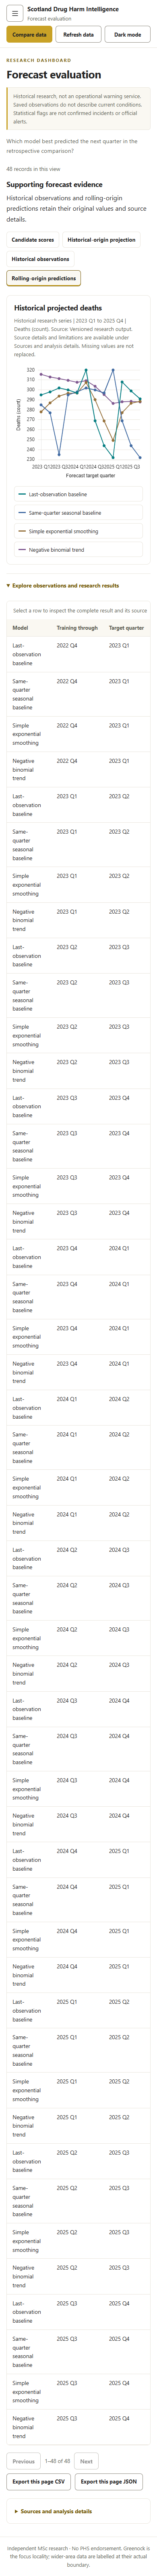 Scotland Drug Harm Intelligence
Forecast evaluation
Compare data
Refresh data
Dark mode
RESEARCH DASHBOARD
Forecast evaluation
Historical research, not an operational warning service.
Saved observations do not describe current conditions.
Statistical flags are not confirmed incidents or official
alerts.
Which model best predicted the next quarter in the
retrospective comparison?
48 records in this view
Supporting forecast evidence
Historical observations and rolling-origin
predictions retain their original values and source
details.
Candidate scores
Historical-origin projection
Historical observations
Rolling-origin predictions
Historical projected deaths
Historical research series | 2023 Q1 to 2025 Q4 |
Deaths (count). Source: Versioned research output.
Source details and limitations are available under
Sources and analysis details. Missing values are not
replaced.
Deaths (count)
320
310
300
290
280
270
260
250
240
230
2023 Q1 2023 Q3 2024 Q1 2024 Q3 2025 Q1 2025 Q3
Forecast target quarter
Last-observation baseline
Same-quarter seasonal baseline
Simple exponential smoothing
Negative binomial trend
▼ Explore observations and research results
Select a row to inspect the complete result and its source
Model Training through Target quarter
Last-
observation
baseline
2022 Q4 2023 Q1
Same-
quarter
seasonal
baseline
2022 Q4 2023 Q1
Simple
exponential
smoothing
2022 Q4 2023 Q1
Negative
binomial
trend
2022 Q4 2023 Q1
Last-
observation
baseline
2023 Q1 2023 Q2
Same-
quarter
seasonal
baseline
2023 Q1 2023 Q2
Simple
exponential
smoothing
2023 Q1 2023 Q2
Negative
binomial
trend
2023 Q1 2023 Q2
Last-
observation
baseline
2023 Q2 2023 Q3
Same-
quarter
seasonal
baseline
2023 Q2 2023 Q3
Simple
exponential
smoothing
2023 Q2 2023 Q3
Negative
binomial
trend
2023 Q2 2023 Q3
Last-
observation
baseline
2023 Q3 2023 Q4
Same-
quarter
seasonal
baseline
2023 Q3 2023 Q4
Simple
exponential
smoothing
2023 Q3 2023 Q4
Negative
binomial
trend
2023 Q3 2023 Q4
Last-
observation
baseline
2023 Q4 2024 Q1
Same-
quarter
seasonal
baseline
2023 Q4 2024 Q1
Simple
exponential
smoothing
2023 Q4 2024 Q1
Negative
binomial
trend
2023 Q4 2024 Q1
Last-
observation
baseline
2024 Q1 2024 Q2
Same-
quarter
seasonal
baseline
2024 Q1 2024 Q2
Simple
exponential
smoothing
2024 Q1 2024 Q2
Negative
binomial
trend
2024 Q1 2024 Q2
Last-
observation
baseline
2024 Q2 2024 Q3
Same-
quarter
seasonal
baseline
2024 Q2 2024 Q3
Simple
exponential
smoothing
2024 Q2 2024 Q3
Negative
binomial
trend
2024 Q2 2024 Q3
Last-
observation
baseline
2024 Q3 2024 Q4
Same-
quarter
seasonal
baseline
2024 Q3 2024 Q4
Simple
exponential
smoothing
2024 Q3 2024 Q4
Negative
binomial
trend
2024 Q3 2024 Q4
Last-
observation
baseline
2024 Q4 2025 Q1
Same-
quarter
seasonal
baseline
2024 Q4 2025 Q1
Simple
exponential
smoothing
2024 Q4 2025 Q1
Negative
binomial
trend
2024 Q4 2025 Q1
Last-
observation
baseline
2025 Q1 2025 Q2
Same-
quarter
seasonal
baseline
2025 Q1 2025 Q2
Simple
exponential
smoothing
2025 Q1 2025 Q2
Negative
binomial
trend
2025 Q1 2025 Q2
Last-
observation
baseline
2025 Q2 2025 Q3
Same-
quarter
seasonal
baseline
2025 Q2 2025 Q3
Simple
exponential
smoothing
2025 Q2 2025 Q3
Negative
binomial
trend
2025 Q2 2025 Q3
Last-
observation
baseline
2025 Q3 2025 Q4
Same-
quarter
seasonal
baseline
2025 Q3 2025 Q4
Simple
exponential
smoothing
2025 Q3 2025 Q4
Negative
binomial
trend
2025 Q3 2025 Q4
Previous
1–48 of 48
Next
Export this page CSV
Export this page JSON
► Sources and analysis details
Independent MSc research · No PHS endorsement. Greenock is
the focus locality; wider-area data are labelled at their actual
boundary.